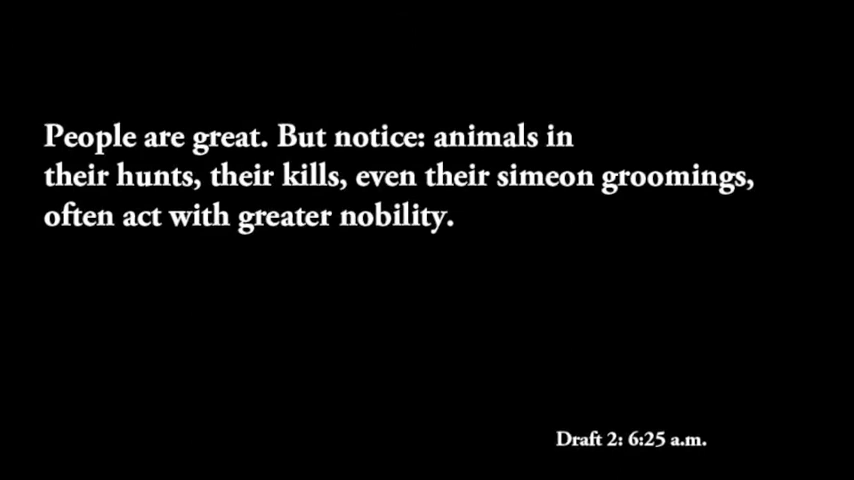 People are great. But notice: animals in
their hunts, their kills, even their simeon groomings,
often act with greater nobility.
Draft 2: 6:25 a.m.